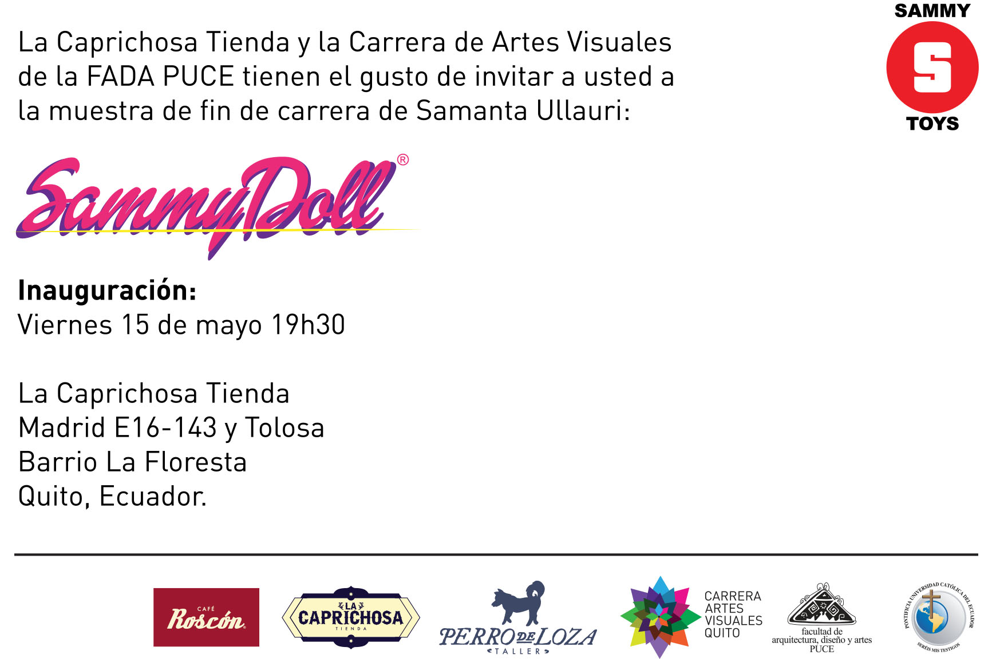 SAMMY
S
TOYS
La Caprichosa Tienda y la Carrera de Artes Visuales
de la FADA PUCE tienen el gusto de invitar a usted a
la muestra de fin de carrera de Samanta Ullauri:
SammyDoll®
Inauguración:
Viernes 15 de mayo 19h30
La Caprichosa Tienda
Madrid E16-143 y Tolosa
Barrio La Floresta
Quito, Ecuador.
CAFÉ
Roscón®
LA
CAPRICHOSA
TIENDA
PERRO DE LOZA
TALLER
CARRERA
ARTES
VISUALES
QUITO
facultad de
arquitectura, diseño y artes
PUCE
PONTIFICIA UNIVERSIDAD CATÓLICA DEL ECUADOR
SERÉIS MIS TESTIGOS